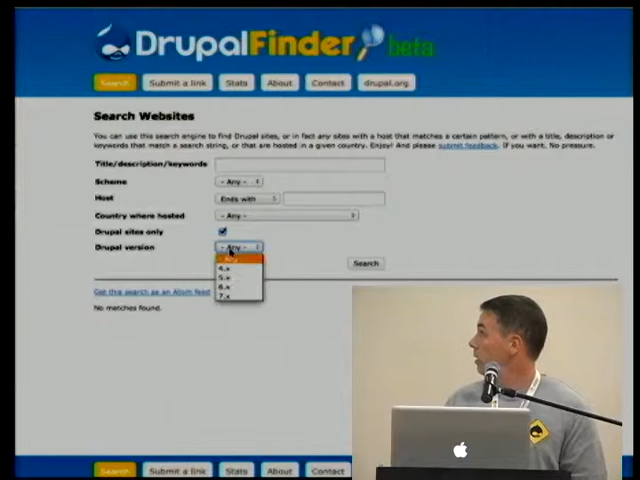 DrupalFinder beta
Search Submit a link Stats About Contact drupal.org
Search Websites
You can use this search engine to find Drupal sites, or in fact any sites with a host that matches a certain pattern, or with a title, description or
keywords that match a search string, or that are hosted in a given country. Enjoy! And please submit feedback. If you want. No pressure.
Title/description/keywords
Scheme - Any -
Host Ends with
Country where hosted - Any -
Drupal sites only
Drupal version - Any -
- Any -
4.x
5.x
6.x
7.x
Search
Get this search as an Atom feed
No matches found.
Search Submit a link Stats About Contact